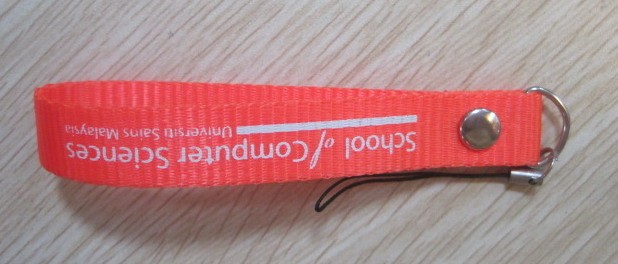 School of Computer Sciences
Universiti Sains Malaysia